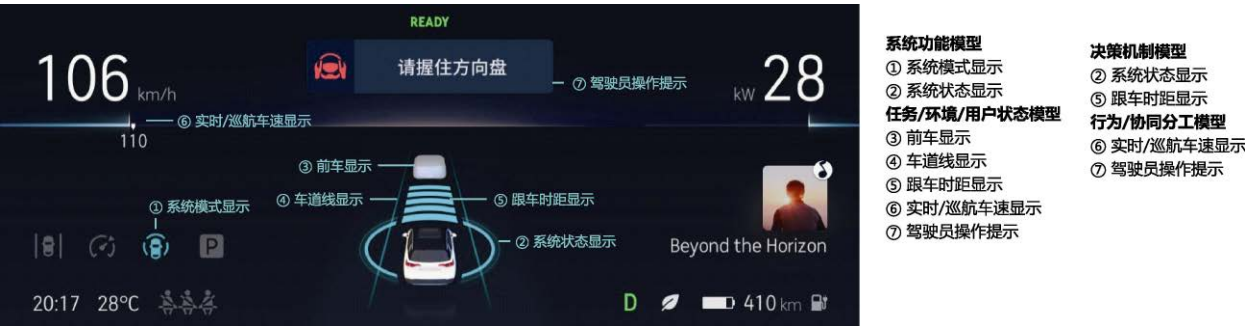 READY
106 km/h
请握住方向盘
⑦ 驾驶员操作提示
kW 28
⑥ 实时/巡航车速显示
110
③ 前车显示
① 系统模式显示
④ 车道线显示
⑤ 跟车时距显示
② 系统状态显示
P
Beyond the Horizon
20:17 28°C
D
410 km
系统功能模型
① 系统模式显示
② 系统状态显示
任务/环境/用户状态模型
③ 前车显示
④ 车道线显示
⑤ 跟车时距显示
⑥ 实时/巡航车速显示
⑦ 驾驶员操作提示
决策机制模型
② 系统状态显示
⑤ 跟车时距显示
行为/协同分工模型
⑥ 实时/巡航车速显示
⑦ 驾驶员操作提示